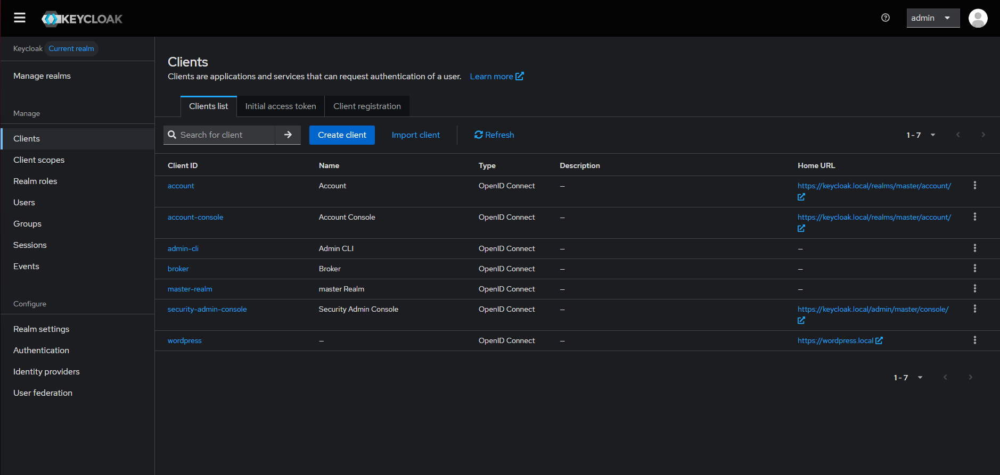 KEYCLOAK
admin
Keycloak Current realm
Manage realms
Manage
Clients
Client scopes
Realm roles
Users
Groups
Sessions
Events
Configure
Realm settings
Authentication
Identity providers
User federation
Clients
Clients are applications and services that can request authentication of a user. Learn more
Clients list Initial access token Client registration
Search for client Create client Import client Refresh 1 - 7
Client ID Name Type Description Home URL
account Account OpenID Connect – https://keycloak.local/realms/master/account/
account-console Account Console OpenID Connect – https://keycloak.local/realms/master/account/
admin-cli Admin CLI OpenID Connect – –
broker Broker OpenID Connect – –
master-realm master Realm OpenID Connect – –
security-admin-console Security Admin Console OpenID Connect – https://keycloak.local/admin/master/console/
wordpress – OpenID Connect – https://wordpress.local
1 - 7